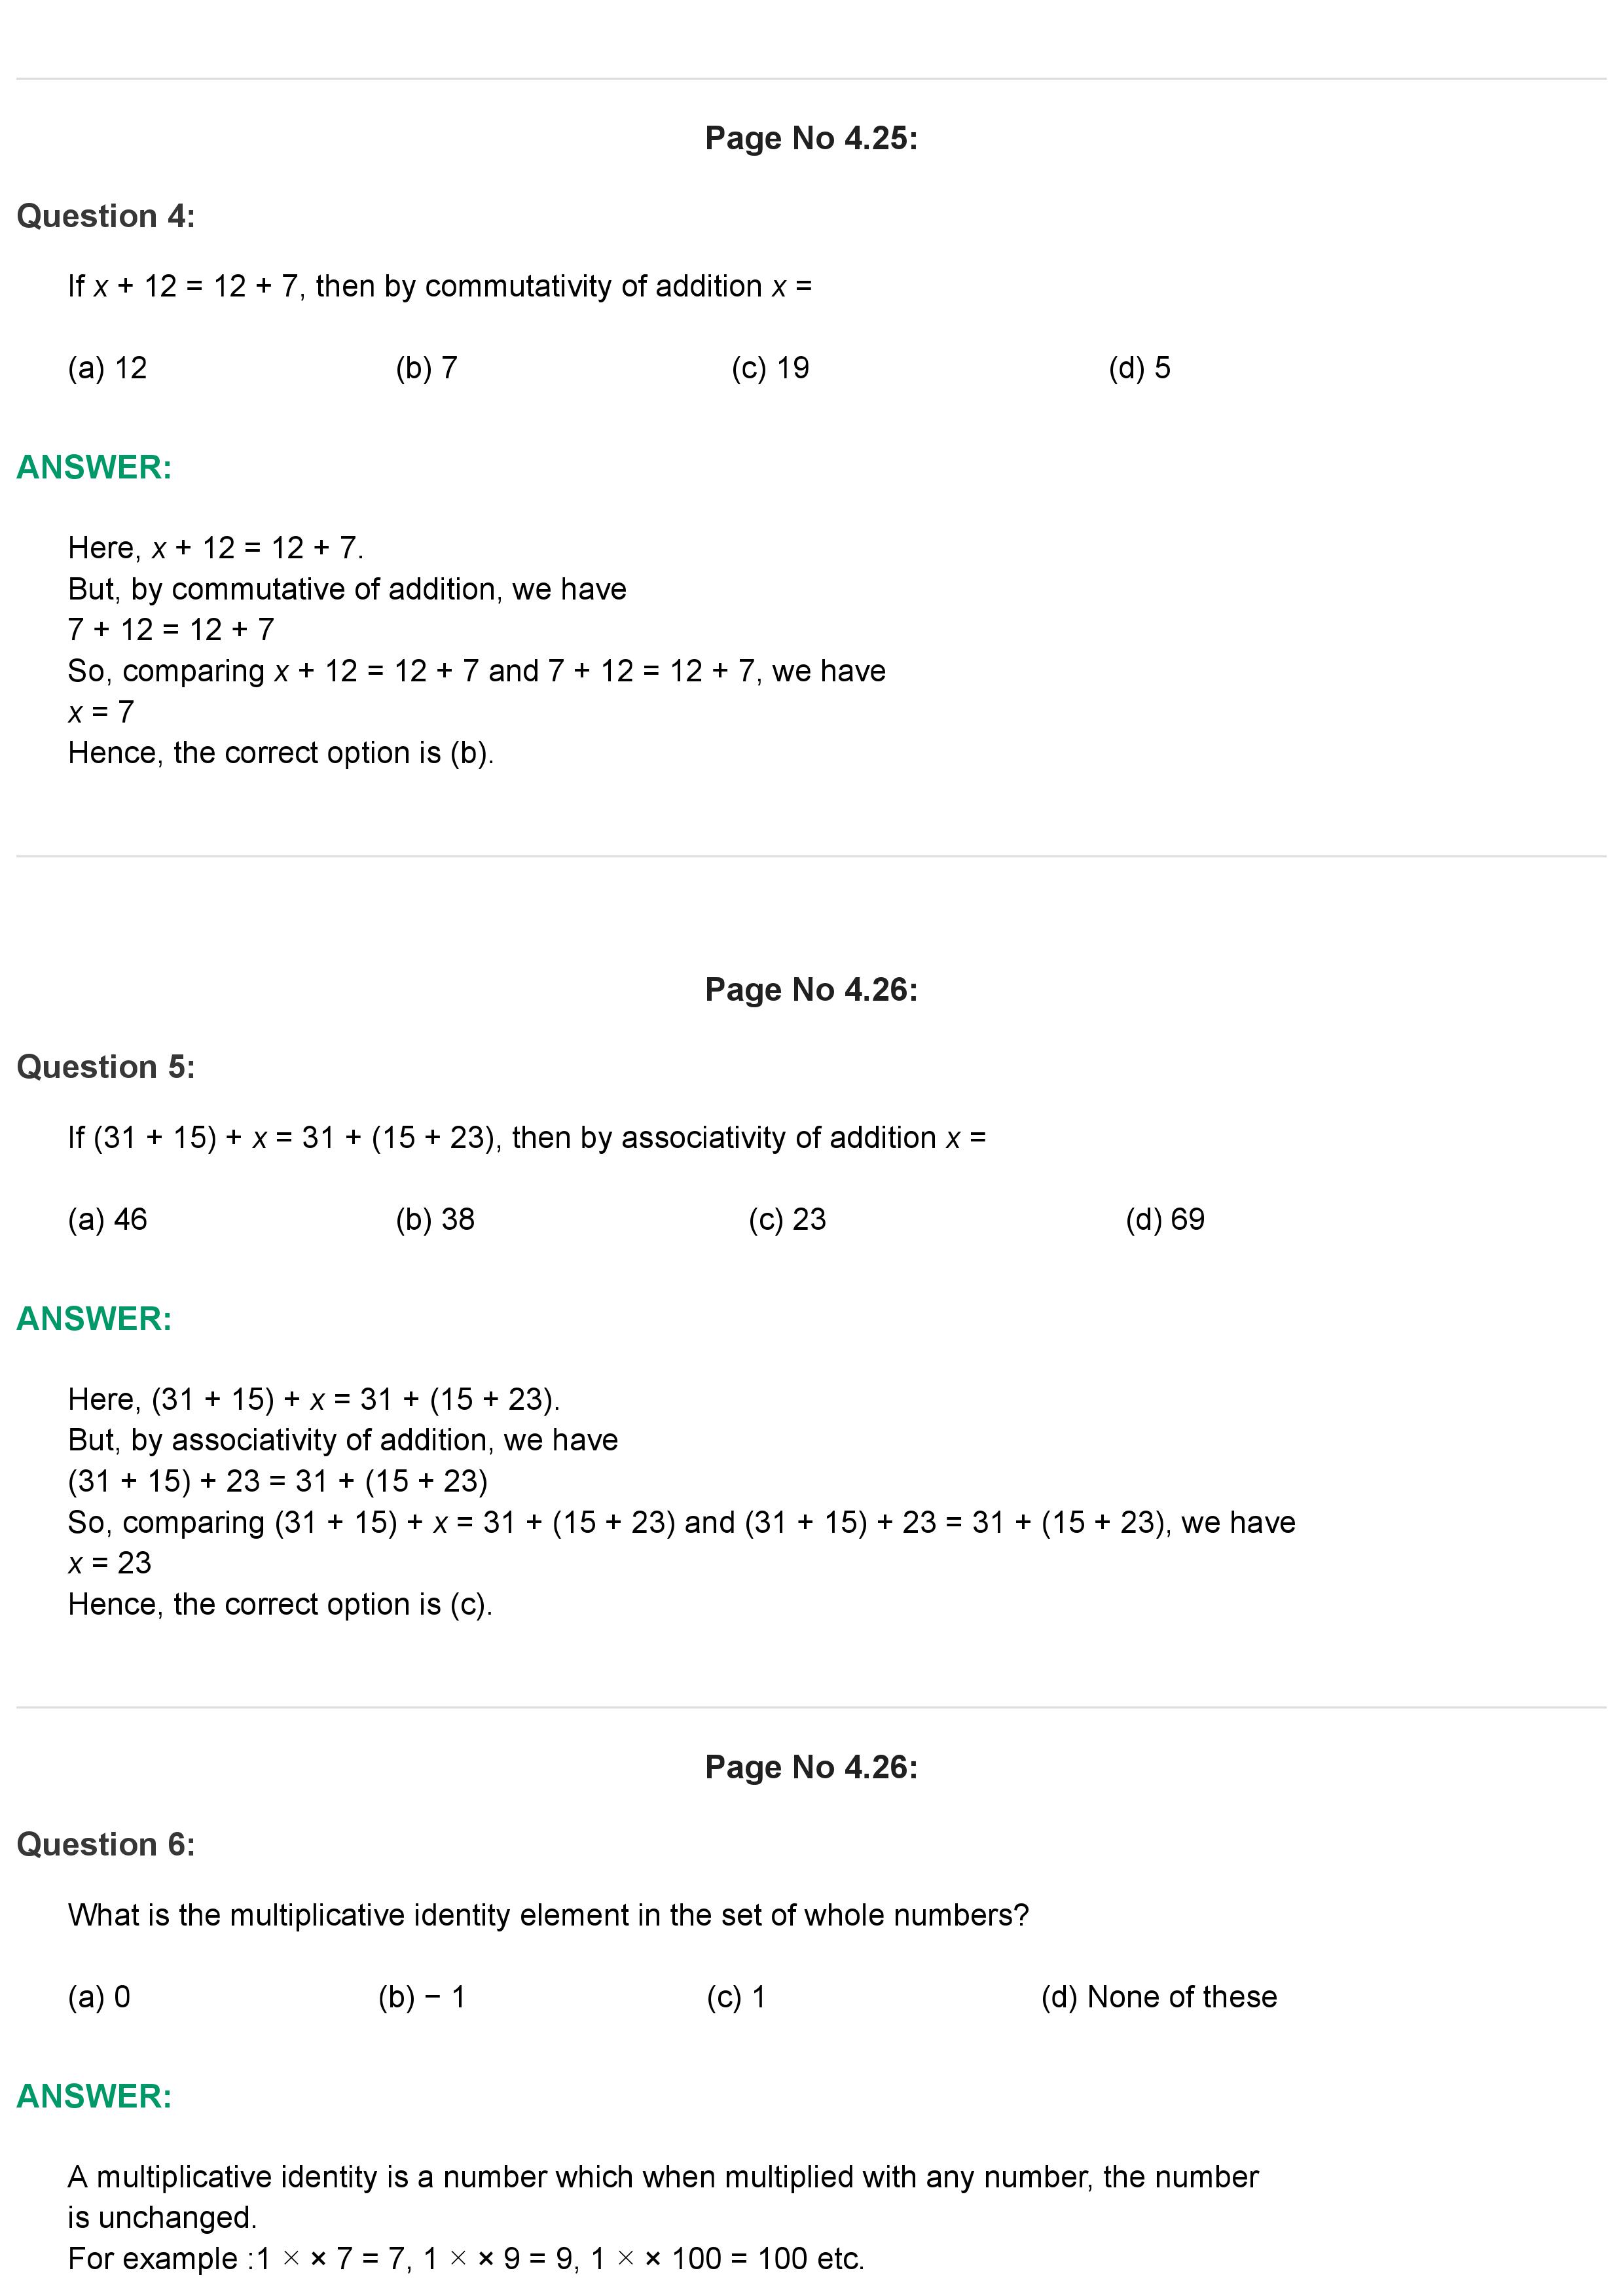 Page No 4.25:
Question 4:
If x + 12 = 12 + 7, then by commutativity of addition x =
(a) 12 (b) 7 (c) 19 (d) 5
ANSWER:
Here, x + 12 = 12 + 7.
But, by commutative of addition, we have
7 + 12 = 12 + 7
So, comparing x + 12 = 12 + 7 and 7 + 12 = 12 + 7, we have
x = 7
Hence, the correct option is (b).
Page No 4.26:
Question 5:
If (31 + 15) + x = 31 + (15 + 23), then by associativity of addition x =
(a) 46 (b) 38 (c) 23 (d) 69
ANSWER:
Here, (31 + 15) + x = 31 + (15 + 23).
But, by associativity of addition, we have
(31 + 15) + 23 = 31 + (15 + 23)
So, comparing (31 + 15) + x = 31 + (15 + 23) and (31 + 15) + 23 = 31 + (15 + 23), we have
x = 23
Hence, the correct option is (c).
Page No 4.26:
Question 6:
What is the multiplicative identity element in the set of whole numbers?
(a) 0 (b) − 1 (c) 1 (d) None of these
ANSWER:
A multiplicative identity is a number which when multiplied with any number, the number
is unchanged.
For example :1 × × 7 = 7, 1 × × 9 = 9, 1 × × 100 = 100 etc.